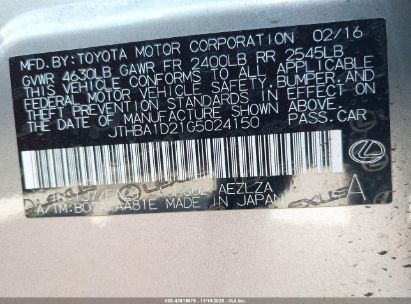 MFD.BY: TOYOTA MOTOR CORPORATION 02/16
GVWR 4630LB GAWR FR 2400LB RR 2545LB
THIS VEHICLE CONFORMS TO ALL APPLICABLE
FEDERAL MOTOR VEHICLE SAFETY, BUMPER, AND
THEFT PREVENTION STANDARDS IN EFFECT ON
THE DATE OF MANUFACTURE SHOWN ABOVE.
JTHBA1D21G5024150 PASS.CAR
AEZLZA
A/TM: AA81E MADE IN JAPAN
A